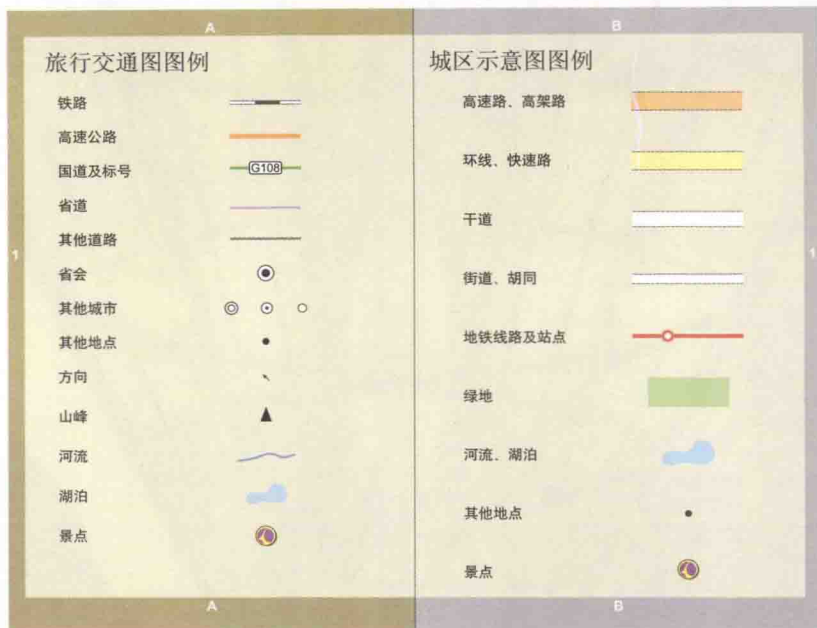 A
旅行交通图图例
铁路
高速公路
国道及标号
G108
省道
其他道路
省会
其他城市
其他地点
方向
山峰
河流
湖泊
景点
1
A
B
城区示意图图例
高速路、高架路
环线、快速路
干道
街道、胡同
地铁线路及站点
绿地
河流、湖泊
其他地点
景点
1
B